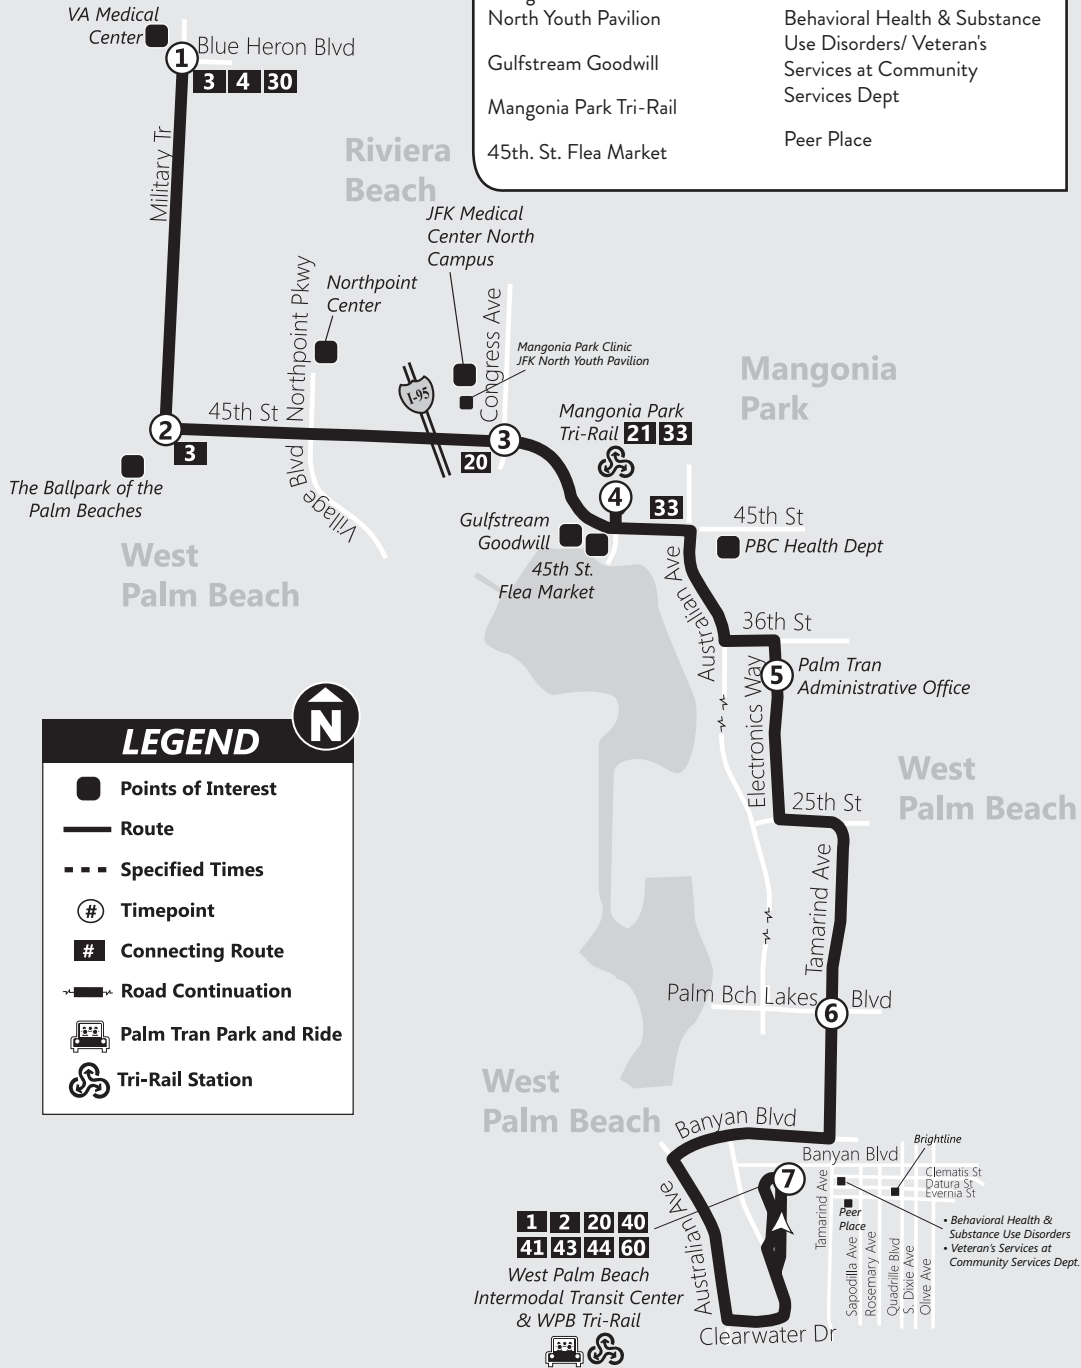 North Youth Pavilion
Gulfstream Goodwill
Mangonia Park Tri-Rail
45th. St. Flea Market
Behavioral Health & Substance
Use Disorders/ Veteran's
Services at Community
Services Dept
Peer Place
VA Medical
Center
1
Blue Heron Blvd
3 4 30
Military Tr
Riviera
Beach
JFK Medical
Center North
Campus
Northpoint
Center
Northpoint Pkwy
Congress Ave
Mangonia Park Clinic
JFK North Youth Pavilion
I-95
Mangonia
Park
2
45th St
3
3
20
Mangonia Park
Tri-Rail 21 33
4
33
The Ballpark of the
Palm Beaches
Village Blvd
Gulfstream
Goodwill
45th St.
Flea Market
45th St
PBC Health Dept
West
Palm Beach
Australian Ave
36th St
5
Palm Tran
Administrative Office
Electronics Way
West
Palm Beach
25th St
Tamarind Ave
N
LEGEND
Points of Interest
Route
Specified Times
# Timepoint
# Connecting Route
Road Continuation
Palm Tran Park and Ride
Tri-Rail Station
Palm Bch Lakes Blvd
6
West
Palm Beach
Banyan Blvd
Banyan Blvd
Brightline
7
Clematis St
Datura St
Evernia St
Tamarind Ave
Peer
Place
Sapodilla Ave
Rosemary Ave
Quadrille Blvd
S. Dixie Ave
Olive Ave
• Behavioral Health &
Substance Use Disorders
• Veteran's Services at
Community Services Dept.
Australian Ave
1 2 20 40
41 43 44 60
West Palm Beach
Intermodal Transit Center
& WPB Tri-Rail
Clearwater Dr